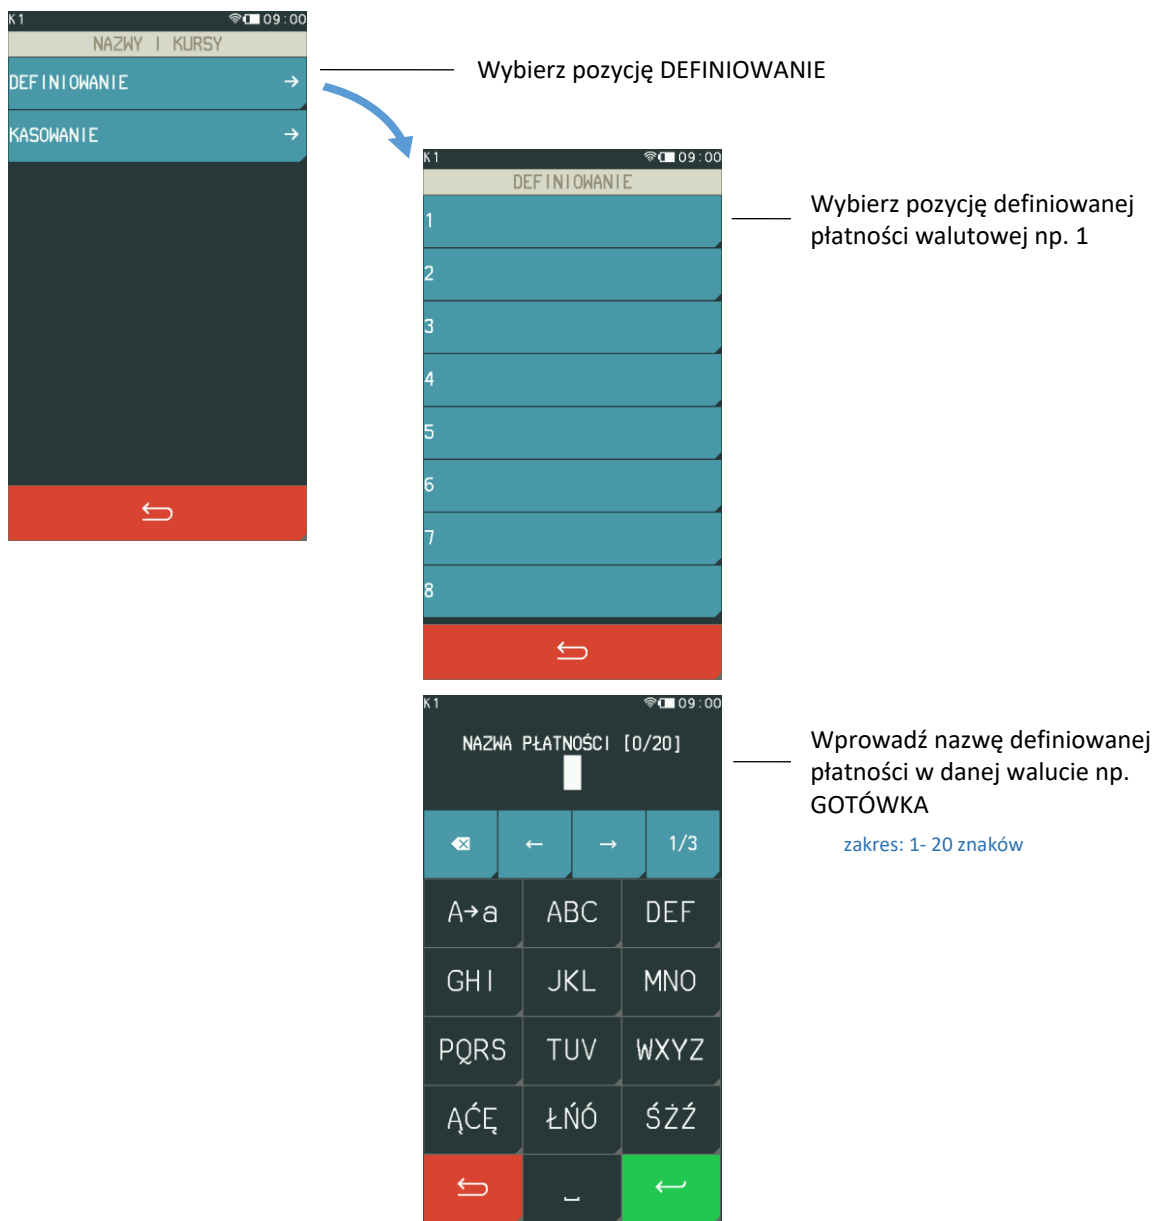 K1 09:00
NAZWY I KURSY
DEFINIOWANIE →
KASOWANIE →
Wybierz pozycję DEFINIOWANIE
K1 09:00
DEFINIOWANIE
1
2
3
4
5
6
7
8
Wybierz pozycję definiowanej
płatności walutowej np. 1
K1 09:00
NAZWA PŁATNOŚCI [0/20]
← → 1/3
A→a ABC DEF
GHI JKL MNO
PQRS TUV WXYZ
ĄĆĘ ŁŃÓ ŚŻŹ
Wprowadź nazwę definiowanej
płatności w danej walucie np.
GOTÓWKA
zakres: 1- 20 znaków